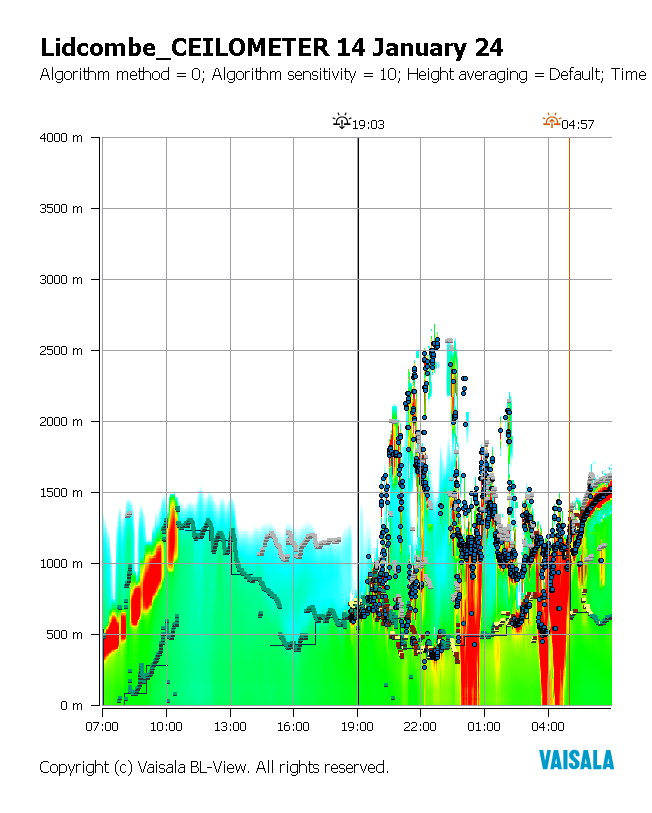 Lidcombe_CEILOMETER 14 January 24
Algorithm method = 0; Algorithm sensitivity = 10; Height averaging = Default; Time
19:03
04:57
4000 m
3500 m
3000 m
2500 m
2000 m
1500 m
1000 m
500 m
0 m
07:00 10:00 13:00 16:00 19:00 22:00 01:00 04:00
VAISALA
Copyright (c) Vaisala BL-View. All rights reserved.